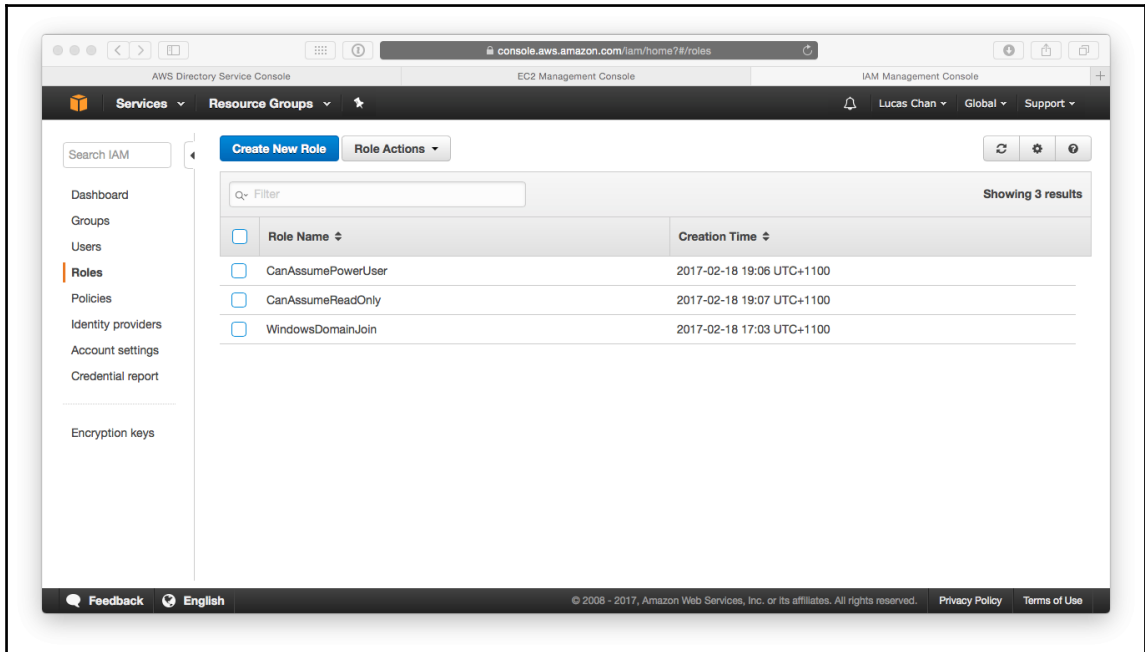 console.aws.amazon.com/iam/home?#/roles
AWS Directory Service Console EC2 Management Console IAM Management Console +
Services Resource Groups Lucas Chan Global Support
Search IAM
Create New Role Role Actions
Filter
Showing 3 results
Dashboard
Groups
Users
Roles
Policies
Identity providers
Account settings
Credential report
Encryption keys
Role Name Creation Time
CanAssumePowerUser 2017-02-18 19:06 UTC+1100
CanAssumeReadOnly 2017-02-18 19:07 UTC+1100
WindowsDomainJoin 2017-02-18 17:03 UTC+1100
Feedback English © 2008 - 2017, Amazon Web Services, Inc. or its affiliates. All rights reserved. Privacy Policy Terms of Use